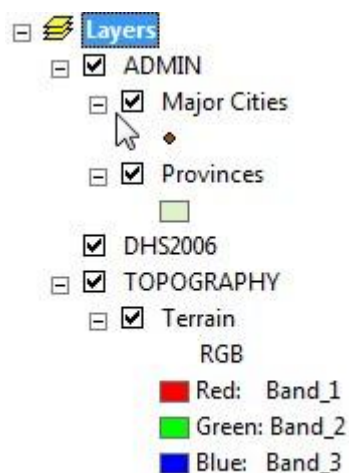 Layers
ADMIN
Major Cities
Provinces
DHS2006
TOPOGRAPHY
Terrain
RGB
Red: Band_1
Green: Band_2
Blue: Band_3